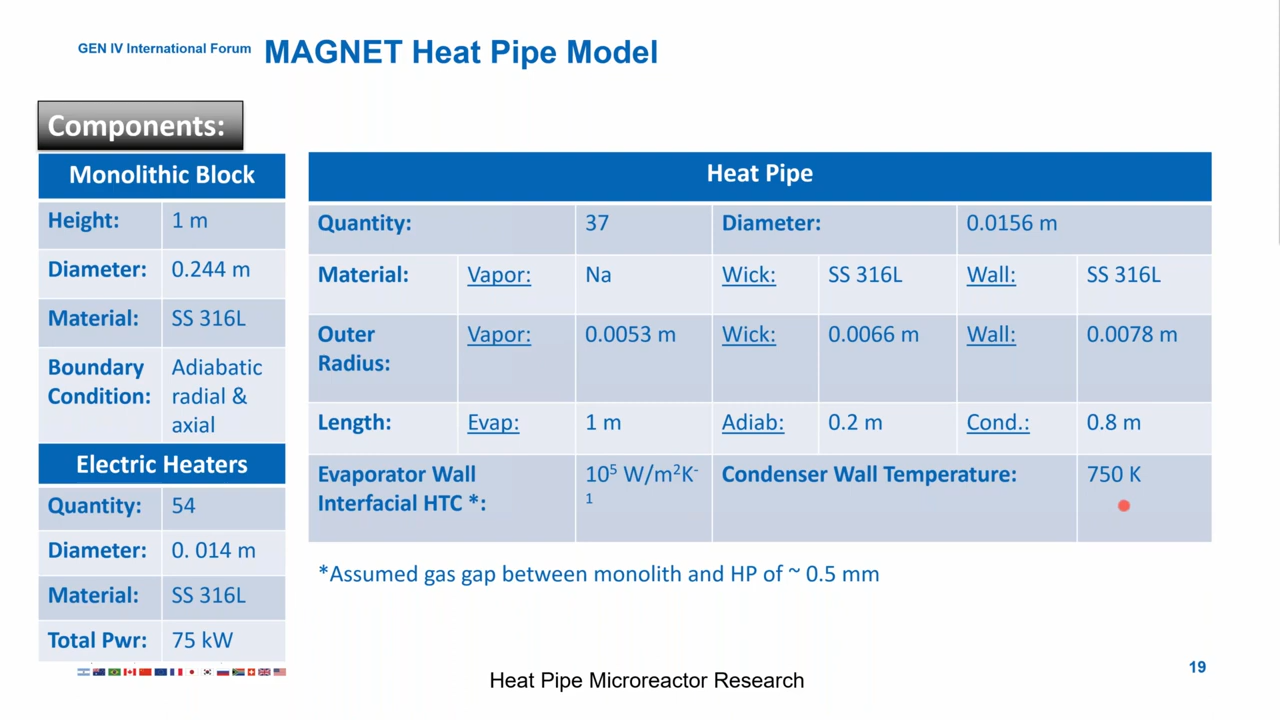 GEN IV International Forum MAGNET Heat Pipe Model
Components:
Monolithic Block
Height: 1 m
Diameter: 0.244 m
Material: SS 316L
Boundary Adiabatic
Condition: radial &
axial
Electric Heaters
Quantity: 54
Diameter: 0. 014 m
Material: SS 316L
Total Pwr: 75 kW
Heat Pipe
Quantity: 37 Diameter: 0.0156 m
Material: Vapor: Na Wick: SS 316L Wall: SS 316L
Outer Vapor: 0.0053 m Wick: 0.0066 m Wall: 0.0078 m
Radius:
Length: Evap: 1 m Adiab: 0.2 m Cond.: 0.8 m
Evaporator Wall 10⁵ W/m²K⁻ Condenser Wall Temperature: 750 K
Interfacial HTC *: ¹
*Assumed gas gap between monolith and HP of ~ 0.5 mm
Heat Pipe Microreactor Research
19